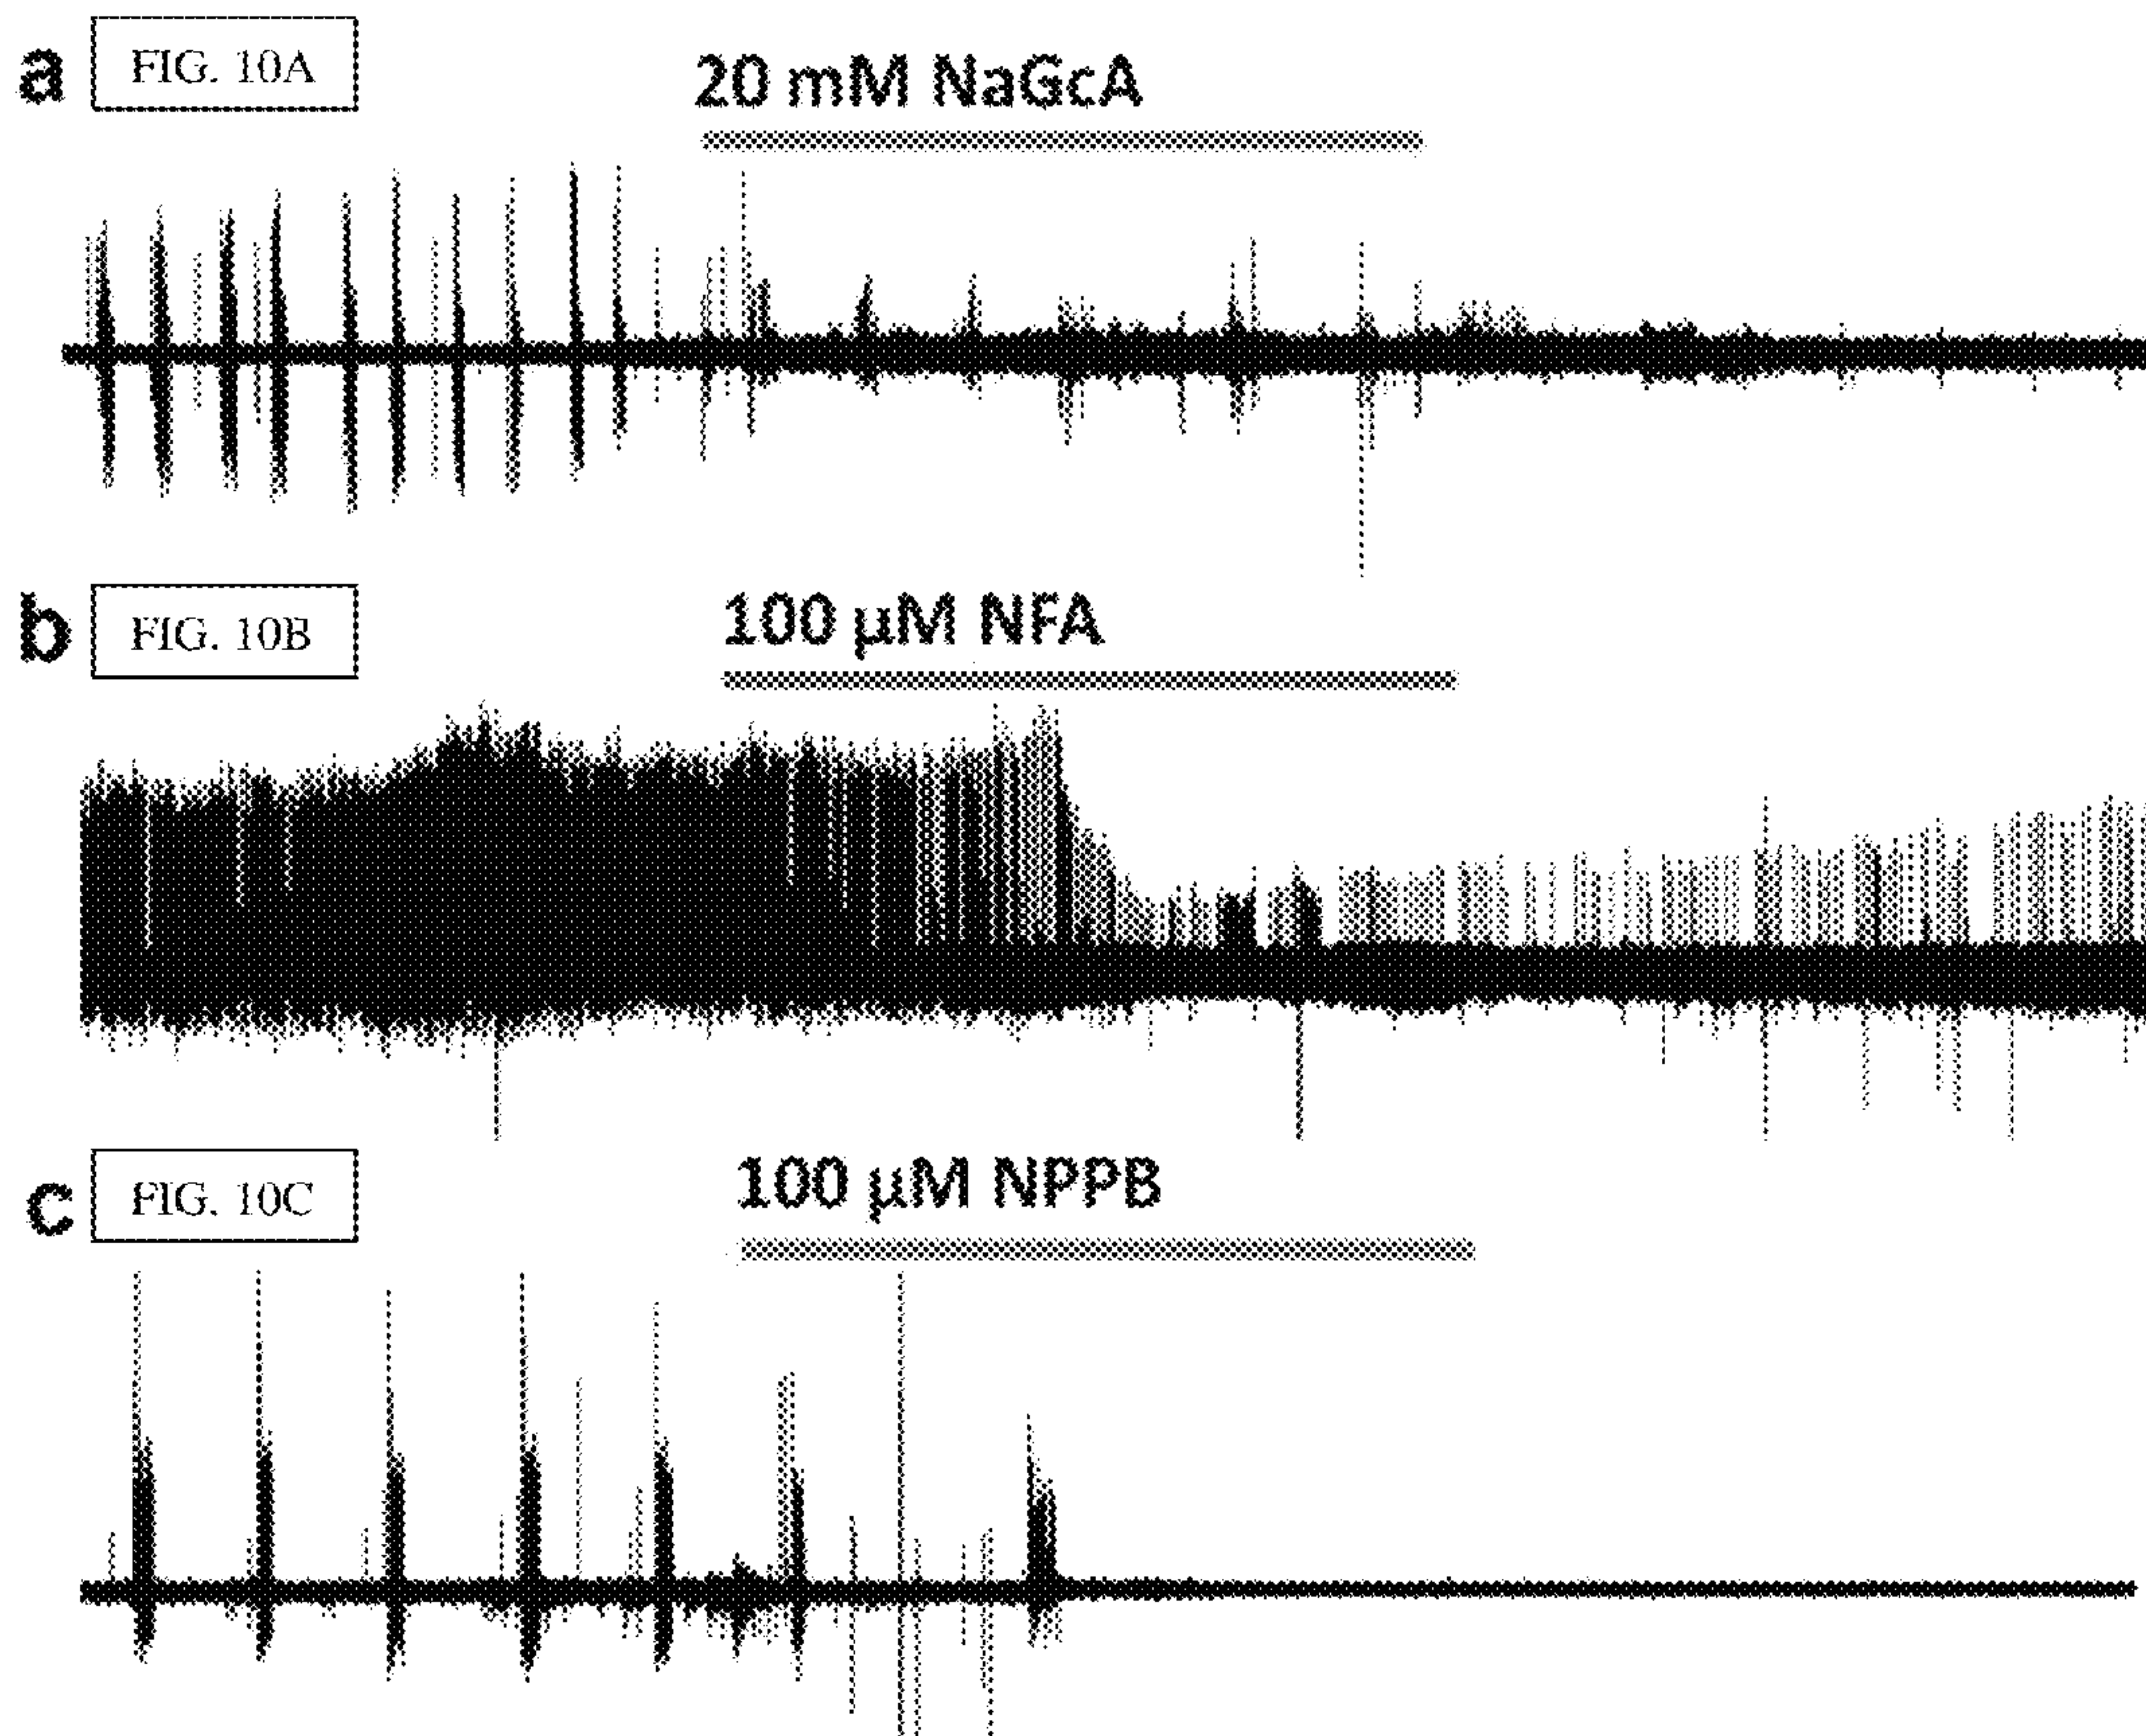 a FIG. 10A
20 mM NaGcA
b FIG. 10B
100 µM NFA
c FIG. 10C
100 µM NPPB